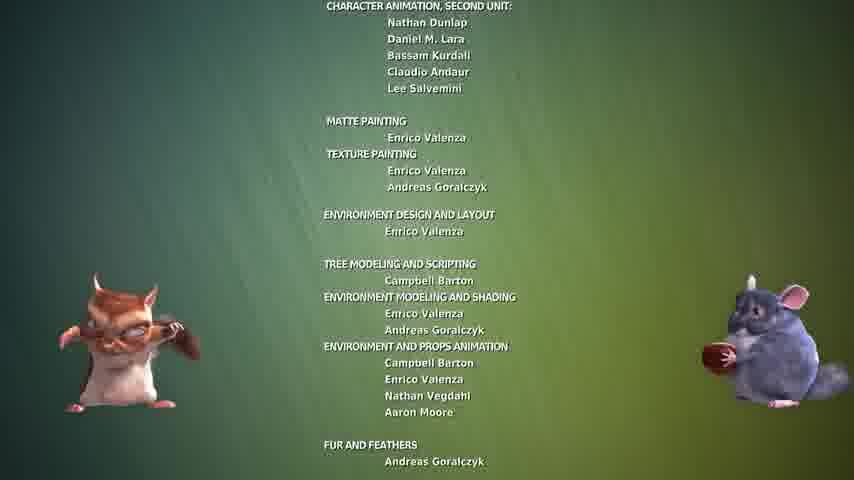 CHARACTER ANIMATION, SECOND UNIT:
Nathan Dunlap
Daniel M. Lara
Bassam Kurdali
Claudio Andaur
Lee Salvemini
MATTE PAINTING
Enrico Valenza
TEXTURE PAINTING
Enrico Valenza
Andreas Goralczyk
ENVIRONMENT DESIGN AND LAYOUT
Enrico Valenza
TREE MODELING AND SCRIPTING
Campbell Barton
ENVIRONMENT MODELING AND SHADING
Enrico Valenza
Andreas Goralczyk
ENVIRONMENT AND PROPS ANIMATION
Campbell Barton
Enrico Valenza
Nathan Vegdahl
Aaron Moore
FUR AND FEATHERS
Andreas Goralczyk